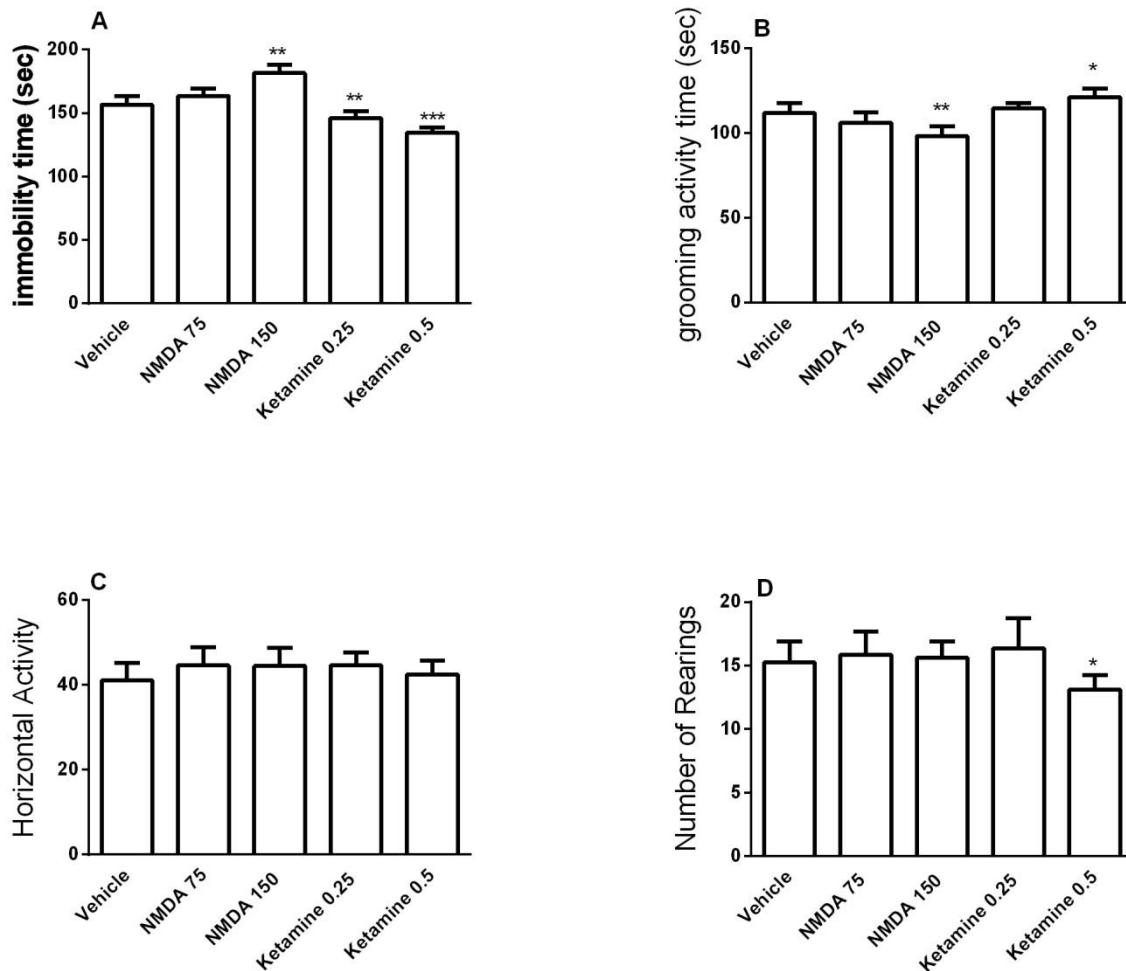 A
immobility time (sec)
200
150
100
50
0
**
**
***
Vehicle
NMDA 75
NMDA 150
Ketamine 0.25
Ketamine 0.5
B
grooming activity time (sec)
150
100
50
0
**
*
Vehicle
NMDA 75
NMDA 150
Ketamine 0.25
Ketamine 0.5
C
Horizontal Activity
60
40
20
0
Vehicle
NMDA 75
NMDA 150
Ketamine 0.25
Ketamine 0.5
D
Number of Rearings
20
15
10
5
0
*
Vehicle
NMDA 75
NMDA 150
Ketamine 0.25
Ketamine 0.5